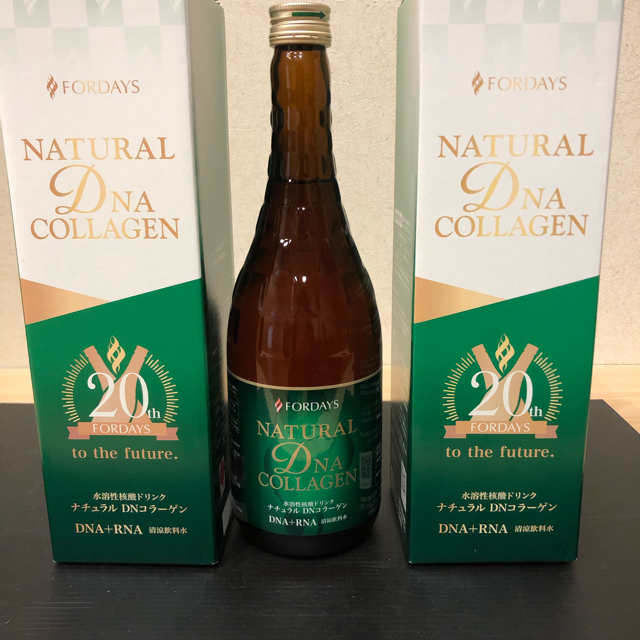 FORDAYS
NATURAL
DNA
COLLAGEN
20th
FORDAYS
to the future.
水溶性核酸ドリンク
ナチュラル DNコラーゲン
DNA+RNA 清涼飲料水
FORDAYS
NATURAL
DNA
COLLAGEN
水溶性核酸ドリンク
ナチュラル DNコラーゲン
DNA+RNA 清涼飲料水
FORDAYS
NATURAL
DNA
COLLAGEN
20th
FORDAYS
to the future.
水溶性核酸ドリンク
ナチュラル DNコラーゲン
DNA+RNA 清涼飲料水